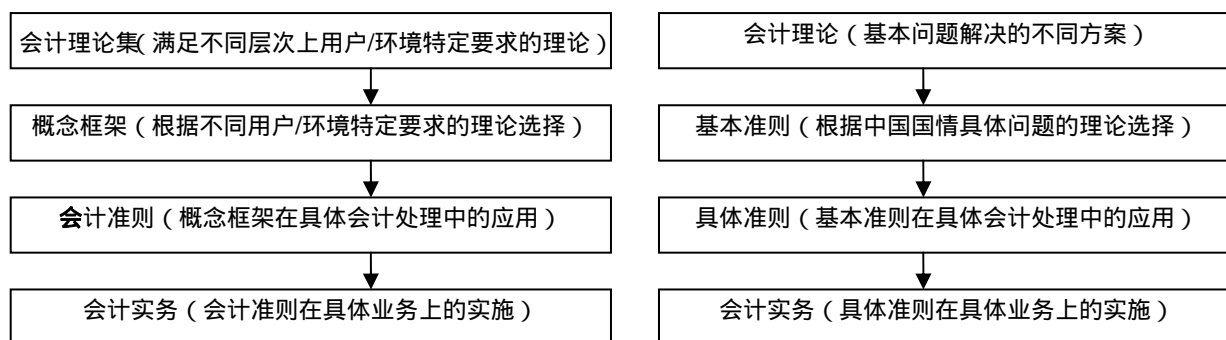 会计理论集（满足不同层次上用户/环境特定要求的理论）
概念框架（根据不同用户/环境特定要求的理论选择）
会计准则（概念框架在具体会计处理中的应用）
会计实务（会计准则在具体业务上的实施）
会计理论（基本问题解决的不同方案）
基本准则（根据中国国情具体问题的理论选择）
具体准则（基本准则在具体会计处理中的应用）
会计实务（具体准则在具体业务上的实施）